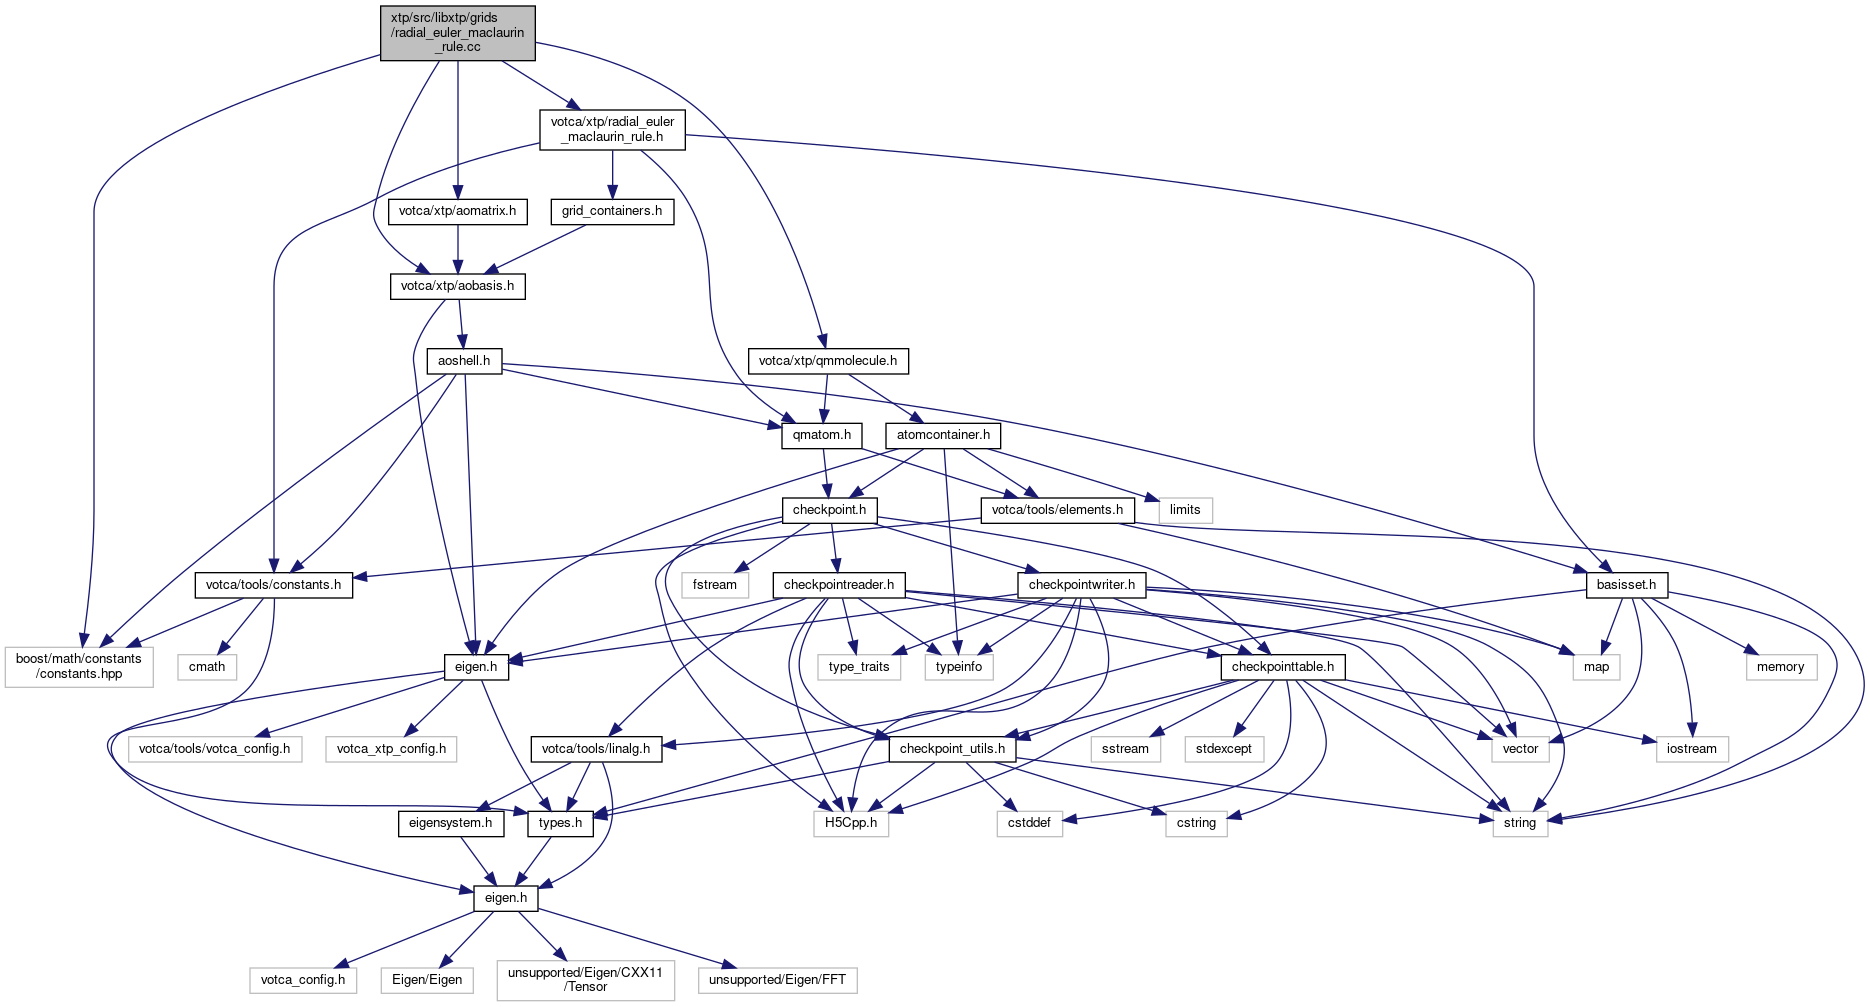 xtp/src/libxtp/grids
/radial_euler_maclaurin
_rule.cc
votca/xtp/radial_euler
_maclaurin_rule.h
votca/xtp/aomatrix.h
grid_containers.h
votca/xtp/aobasis.h
aoshell.h
votca/xtp/qmmolecule.h
qmatom.h
atomcontainer.h
checkpoint.h
votca/tools/elements.h
limits
votca/tools/constants.h
fstream
checkpointreader.h
checkpointwriter.h
basisset.h
boost/math/constants
/constants.hpp
cmath
eigen.h
type_traits
typeinfo
checkpointtable.h
map
memory
votca/tools/votca_config.h
votca_xtp_config.h
votca/tools/linalg.h
checkpoint_utils.h
sstream
stdexcept
vector
iostream
eigensystem.h
types.h
H5Cpp.h
cstddef
cstring
string
eigen.h
votca_config.h
Eigen/Eigen
unsupported/Eigen/CXX11
/Tensor
unsupported/Eigen/FFT